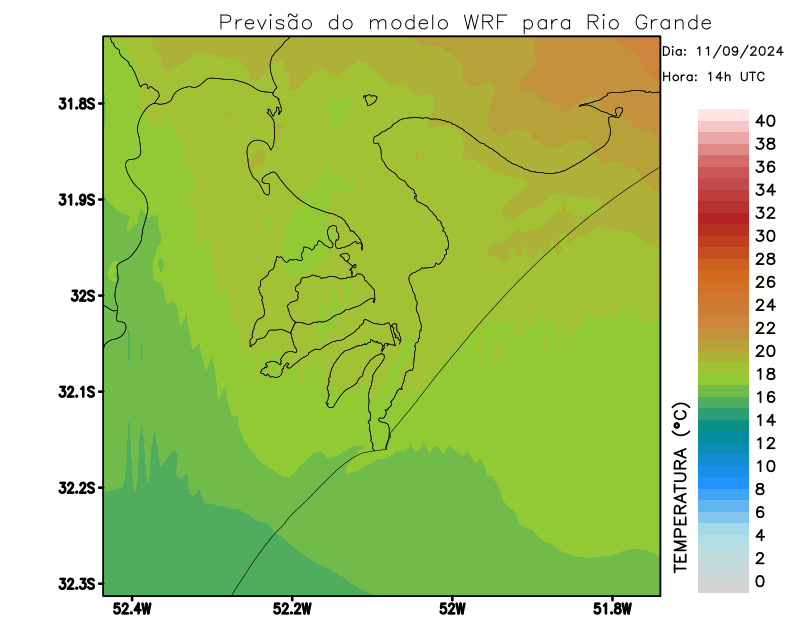 Previsão do modelo WRF para Rio Grande
Dia: 11/09/2024
Hora: 14h UTC
31.8S
31.9S
32S
32.1S
32.2S
32.3S
52.4W
52.2W
52W
51.8W
TEMPERATURA (°C)
40
38
36
34
32
30
28
26
24
22
20
18
16
14
12
10
8
6
4
2
0